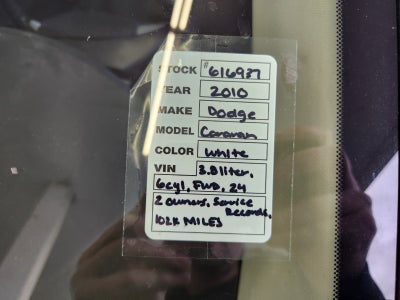 STOCK #616937
YEAR 2010
MAKE Dodge
MODEL Caravan
COLOR White
VIN 3.8 liter,
6cyl, FWD, 24
2 owners, Service
Records,
102K MILES